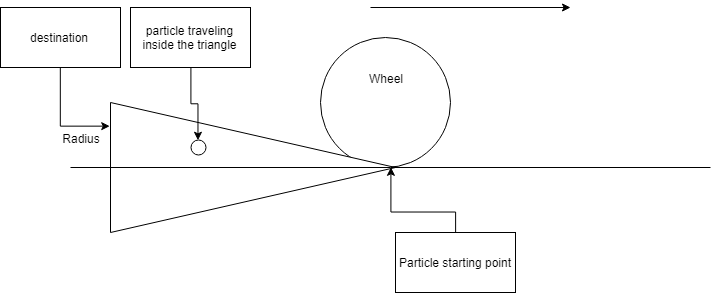 destination
particle traveling
inside the triangle
Wheel
Radius
Particle starting point